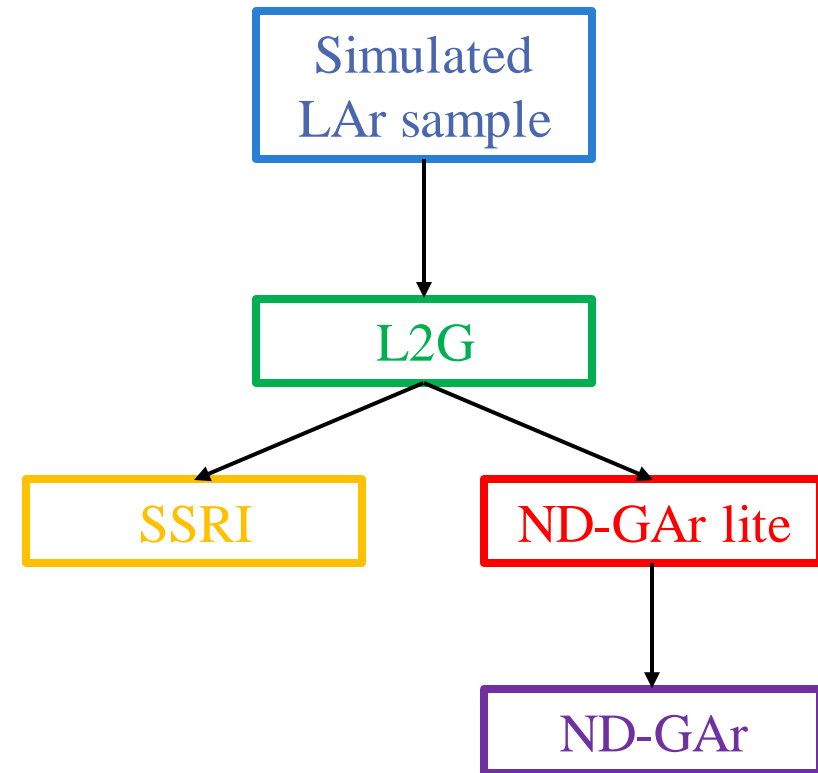 Simulated
LAr sample
L2G
SSRI
ND-GAr lite
ND-GAr